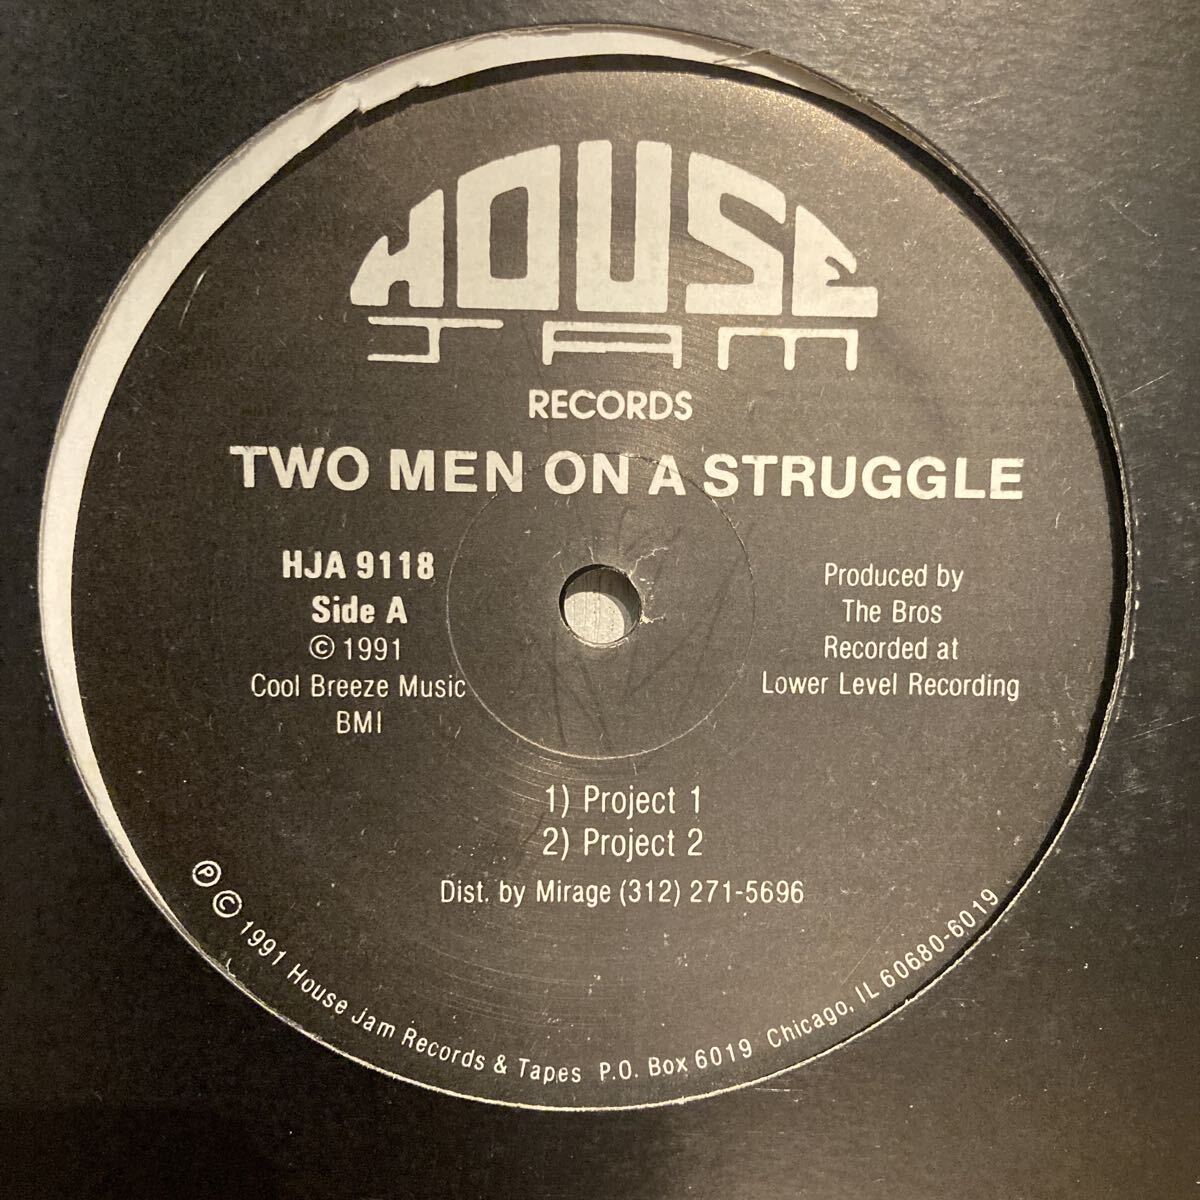 HOUSE
JAM
RECORDS
TWO MEN ON A STRUGGLE
HJA 9118
Side A
© 1991
Cool Breeze Music
BMI
Produced by
The Bros
Recorded at
Lower Level Recording
1) Project 1
2) Project 2
Dist. by Mirage (312) 271-5696
℗ © 1991 House Jam Records & Tapes P.O. Box 6019 Chicago, IL 60680-6019